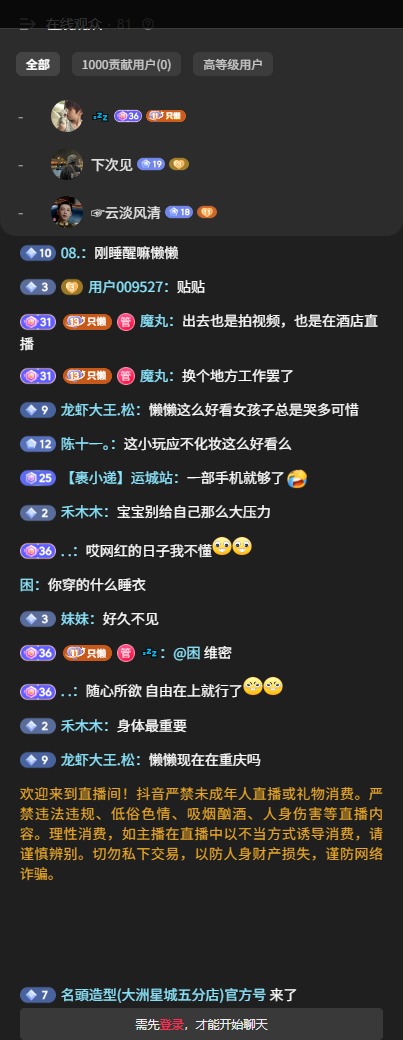 在线观众 · 81
全部 1000贡献用户(0) 高等级用户
- zzz 36 11 只懒
- 下次见 19
- ☞云淡风清 18 11
10 08.：刚睡醒嘛懒懒
3 用户009527：贴贴
31 13 只懒 管 魔丸：出去也是拍视频，也是在酒店直
播
31 13 只懒 管 魔丸：换个地方工作罢了
9 龙虾大王.松：懒懒这么好看女孩子总是哭多可惜
12 陈十一。：这小玩应不化妆这么好看么
25 【裹小递】运城站：一部手机就够了
2 禾木木：宝宝别给自己那么大压力
36 . .：哎网红的日子我不懂
困：你穿的什么睡衣
3 妹妹：好久不见
36 11 只懒 管 zzz：@困 维密
36 . .：随心所欲 自由在上就行了
2 禾木木：身体最重要
9 龙虾大王.松：懒懒现在在重庆吗
欢迎来到直播间！抖音严禁未成年人直播或礼物消费。严
禁违法违规、低俗色情、吸烟酗酒、人身伤害等直播内
容。理性消费，如主播在直播中以不当方式诱导消费，请
谨慎辨别。切勿私下交易，以防人身财产损失，谨防网络
诈骗。
7 名頭造型(大洲星城五分店)官方号 来了
需先登录，才能开始聊天